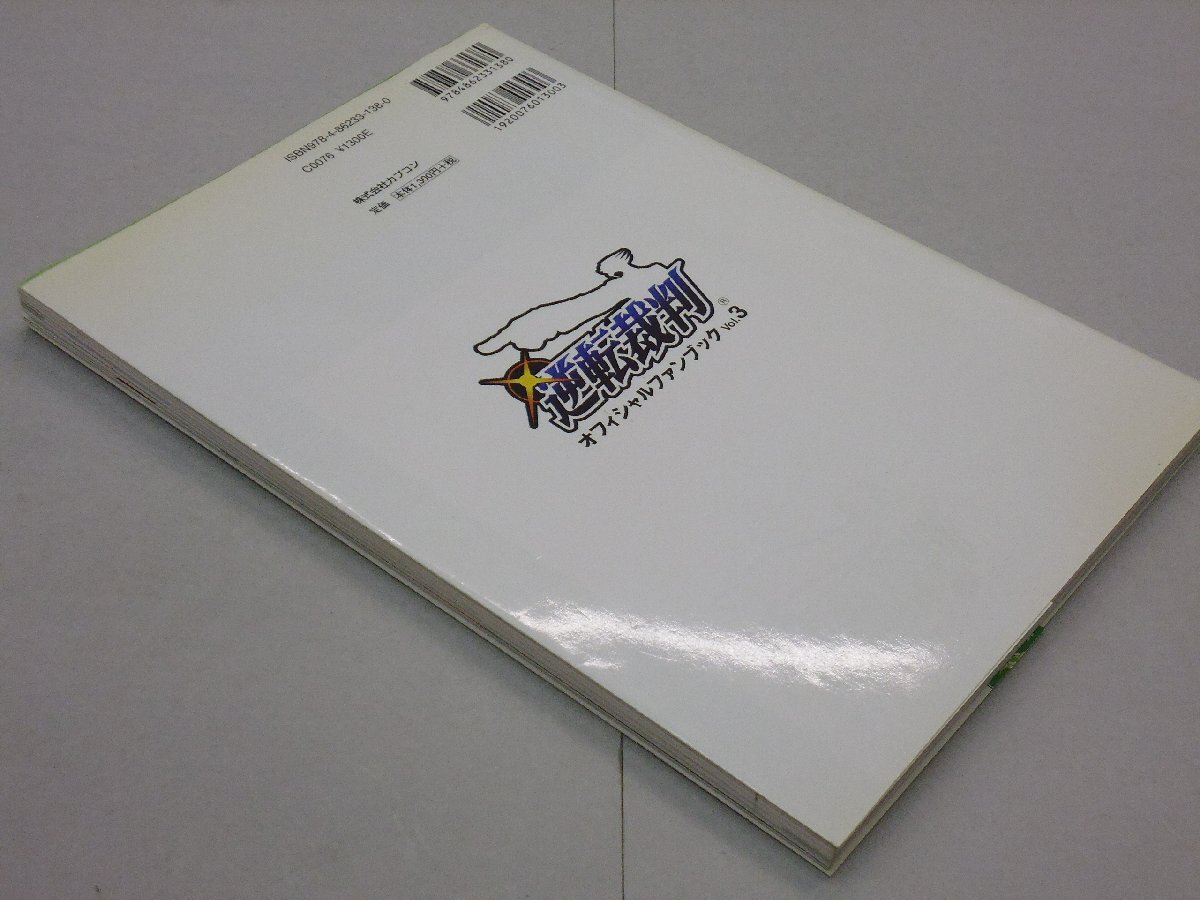 9784862331380
1920076013003
ISBN978-4-86233-138-0
C0076 ¥1300E
株式会社カプコン
定価 本体1,300円+税
逆転裁判®
オフィシャルファンブック Vol.3